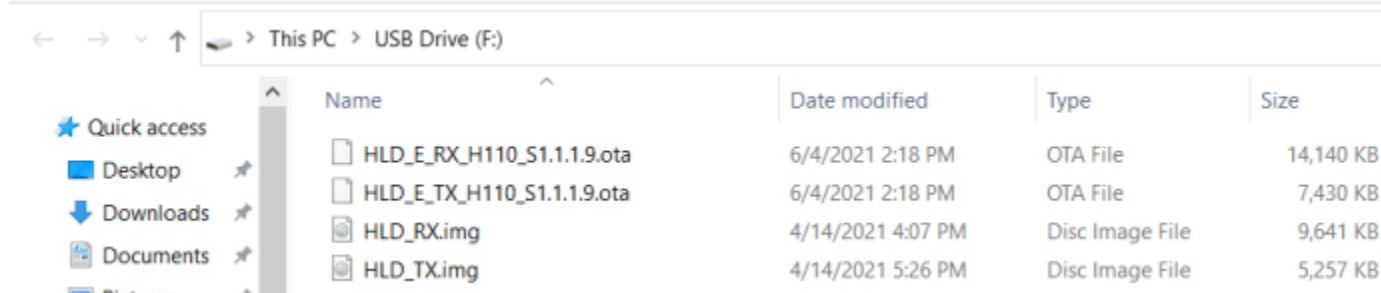 This PC > USB Drive (F:)
Name Date modified Type Size
Quick access
HLD_E_RX_H110_S1.1.1.9.ota 6/4/2021 2:18 PM OTA File 14,140 KB
Desktop
HLD_E_TX_H110_S1.1.1.9.ota 6/4/2021 2:18 PM OTA File 7,430 KB
Downloads
HLD_RX.img 4/14/2021 4:07 PM Disc Image File 9,641 KB
Documents
HLD_TX.img 4/14/2021 5:26 PM Disc Image File 5,257 KB